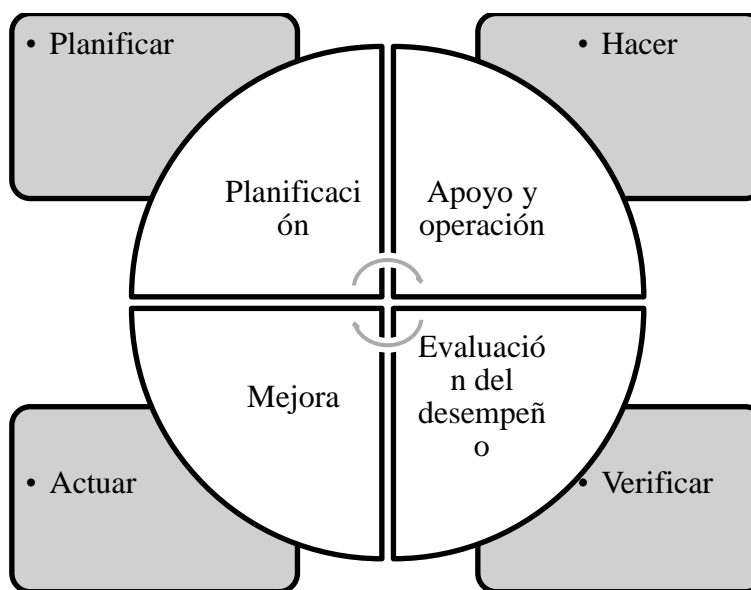 • Planificar
• Hacer
Planificaci
ón
Apoyo y
operación
Mejora
Evaluació
n del
desempeñ
o
• Actuar
• Verificar